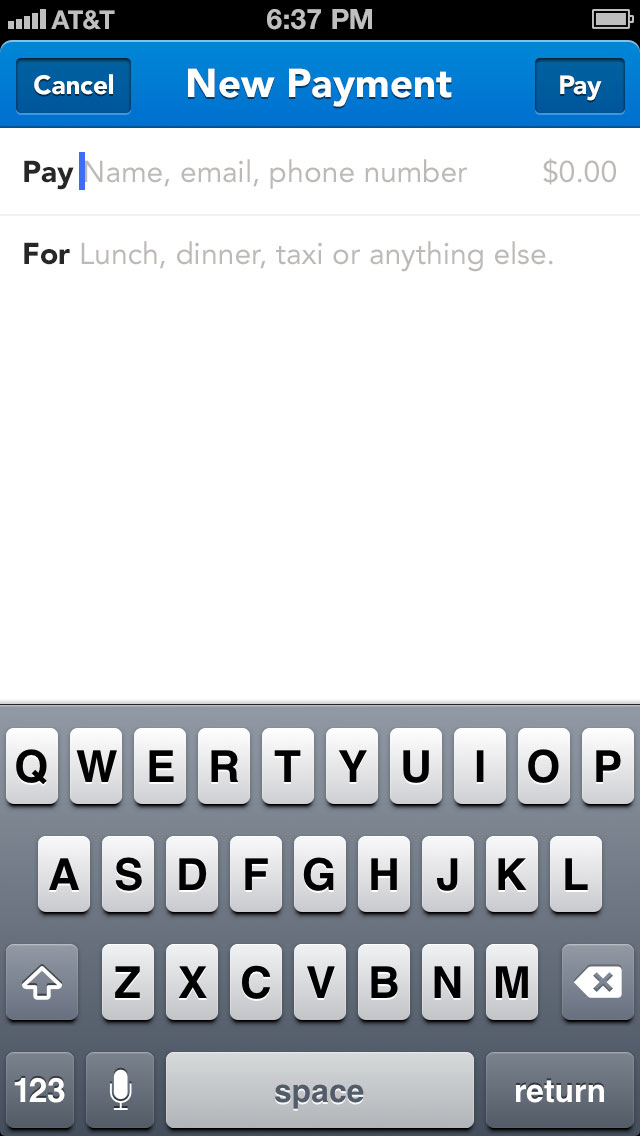 AT&T 6:37 PM
Cancel New Payment Pay
Pay Name, email, phone number $0.00
For Lunch, dinner, taxi or anything else.
Q W E R T Y U I O P
A S D F G H J K L
Z X C V B N M
123 space return